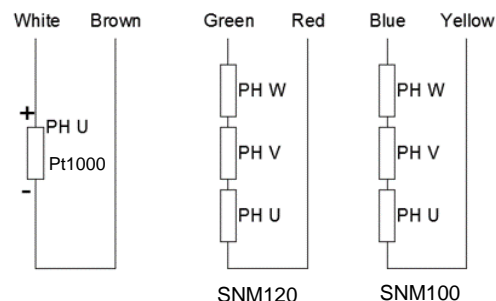 White Brown Green Red Blue Yellow
+
PH U
Pt1000
-
PH W
PH V
PH U
SNM120
PH W
PH V
PH U
SNM100